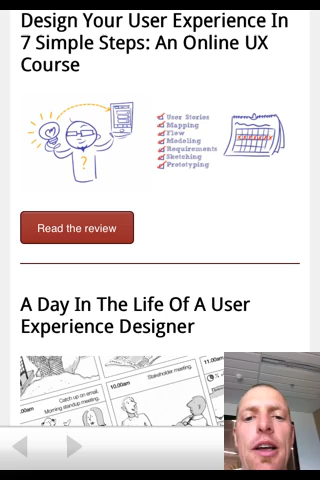 Design Your User Experience In
7 Simple Steps: An Online UX
Course
User Stories
Mapping
Flow
Modeling
Requirements
Sketching
Prototyping
?
Read the review
A Day In The Life Of A User
Experience Designer
Catch up on email.
Morning standup meeting.
10.00am
Stakeholder meeting.
11.00am